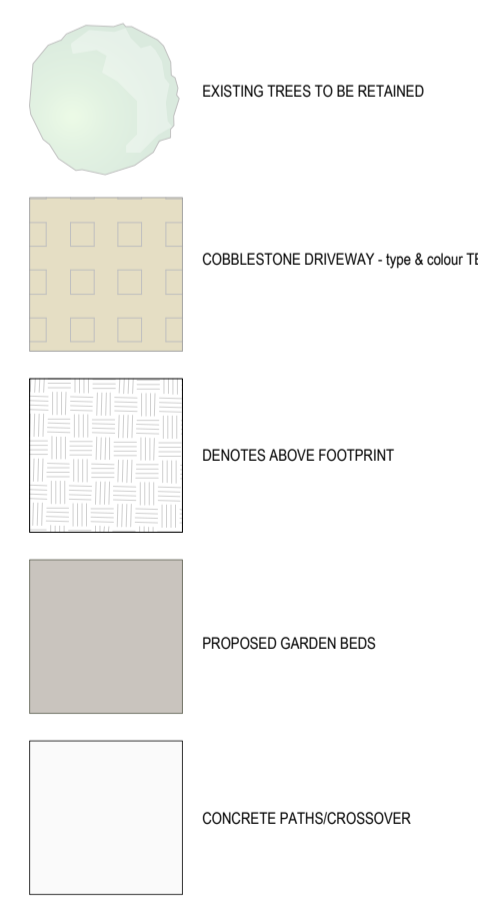 EXISTING TREES TO BE RETAINED
COBBLESTONE DRIVEWAY - type & colour
DENOTES ABOVE FOOTPRINT
PROPOSED GARDEN BEDS
CONCRETE PATHS/CROSSOVER